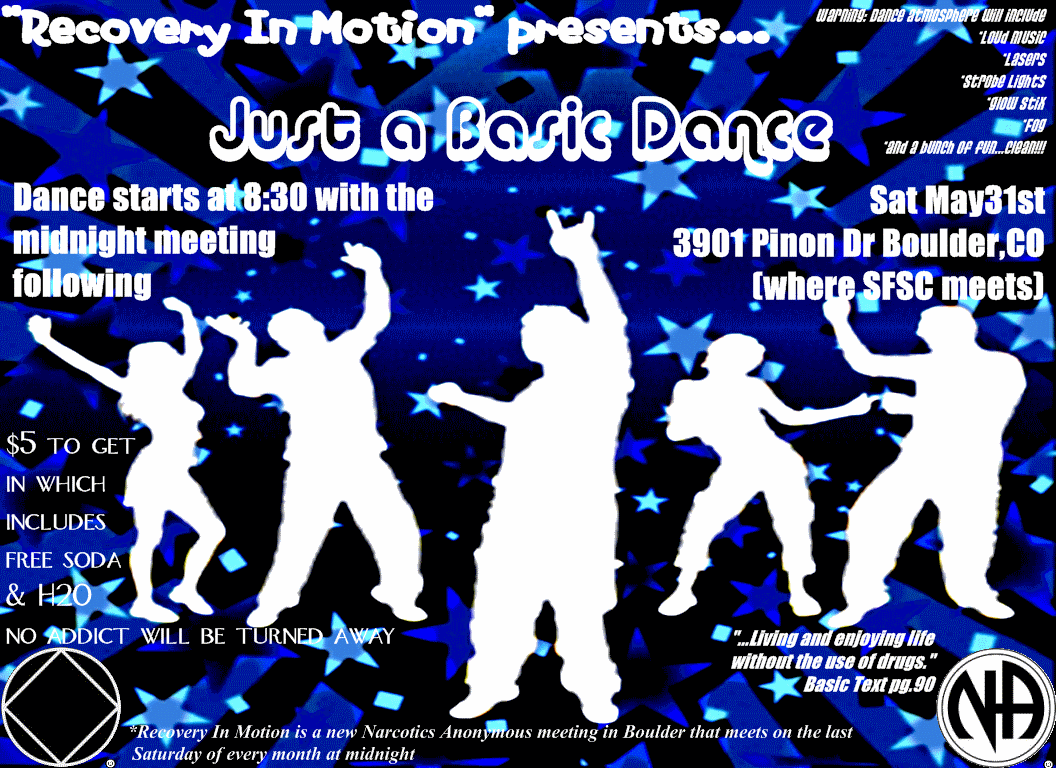 "Recovery In Motion" presents...
Warning: Dance atmosphere will include
*Loud music
*Lasers
*Strobe Lights
*Glow Stix
*Fog
*and a bunch of fun...clean!!!
Just a Basic Dance
Dance starts at 8:30 with the
midnight meeting
following
Sat May31st
3901 Pinon Dr Boulder,CO
(where SFSC meets)
$5 TO GET
IN WHICH
INCLUDES
FREE SODA
& H20
NO ADDICT WILL BE TURNED AWAY
"...Living and enjoying life
without the use of drugs."
Basic Text pg.90
NA
®
®
*Recovery In Motion is a new Narcotics Anonymous meeting in Boulder that meets on the last
Saturday of every month at midnight